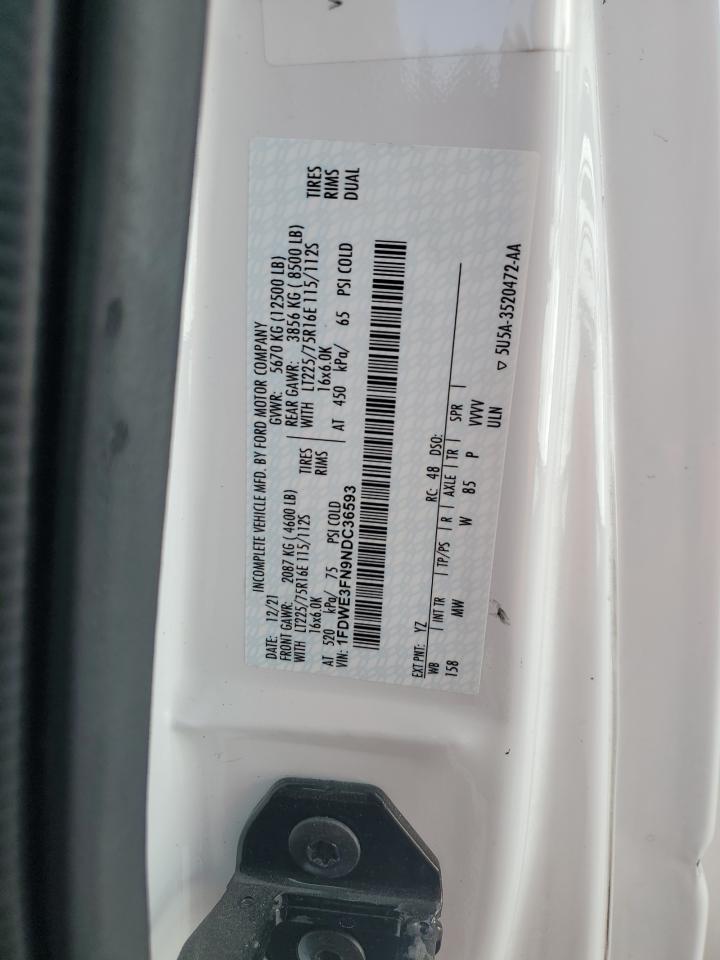 INCOMPLETE VEHICLE MFD. BY FORD MOTOR COMPANY
DATE: 12/21 GVWR: 5670 KG (12500 LB)
FRONT GAWR: 2087 KG ( 4600 LB) REAR GAWR: 3856 KG ( 8500 LB)
WITH LT225/75R16E 115/112S TIRES WITH LT225/75R16E 115/112S TIRES
16x6.0K RIMS 16x6.0K RIMS
AT 520 kPa/ 75 PSI COLD AT 450 kPa/ 65 PSI COLD DUAL
VIN: 1FDWE3FN9NDC36593
EXT PNT: YZ RC: 48 DSO:
WB INT TR TP/PS R AXLE TR SPR
158 MW W 85 P VVVV
ULN
▽ 5U5A-3520472-AA